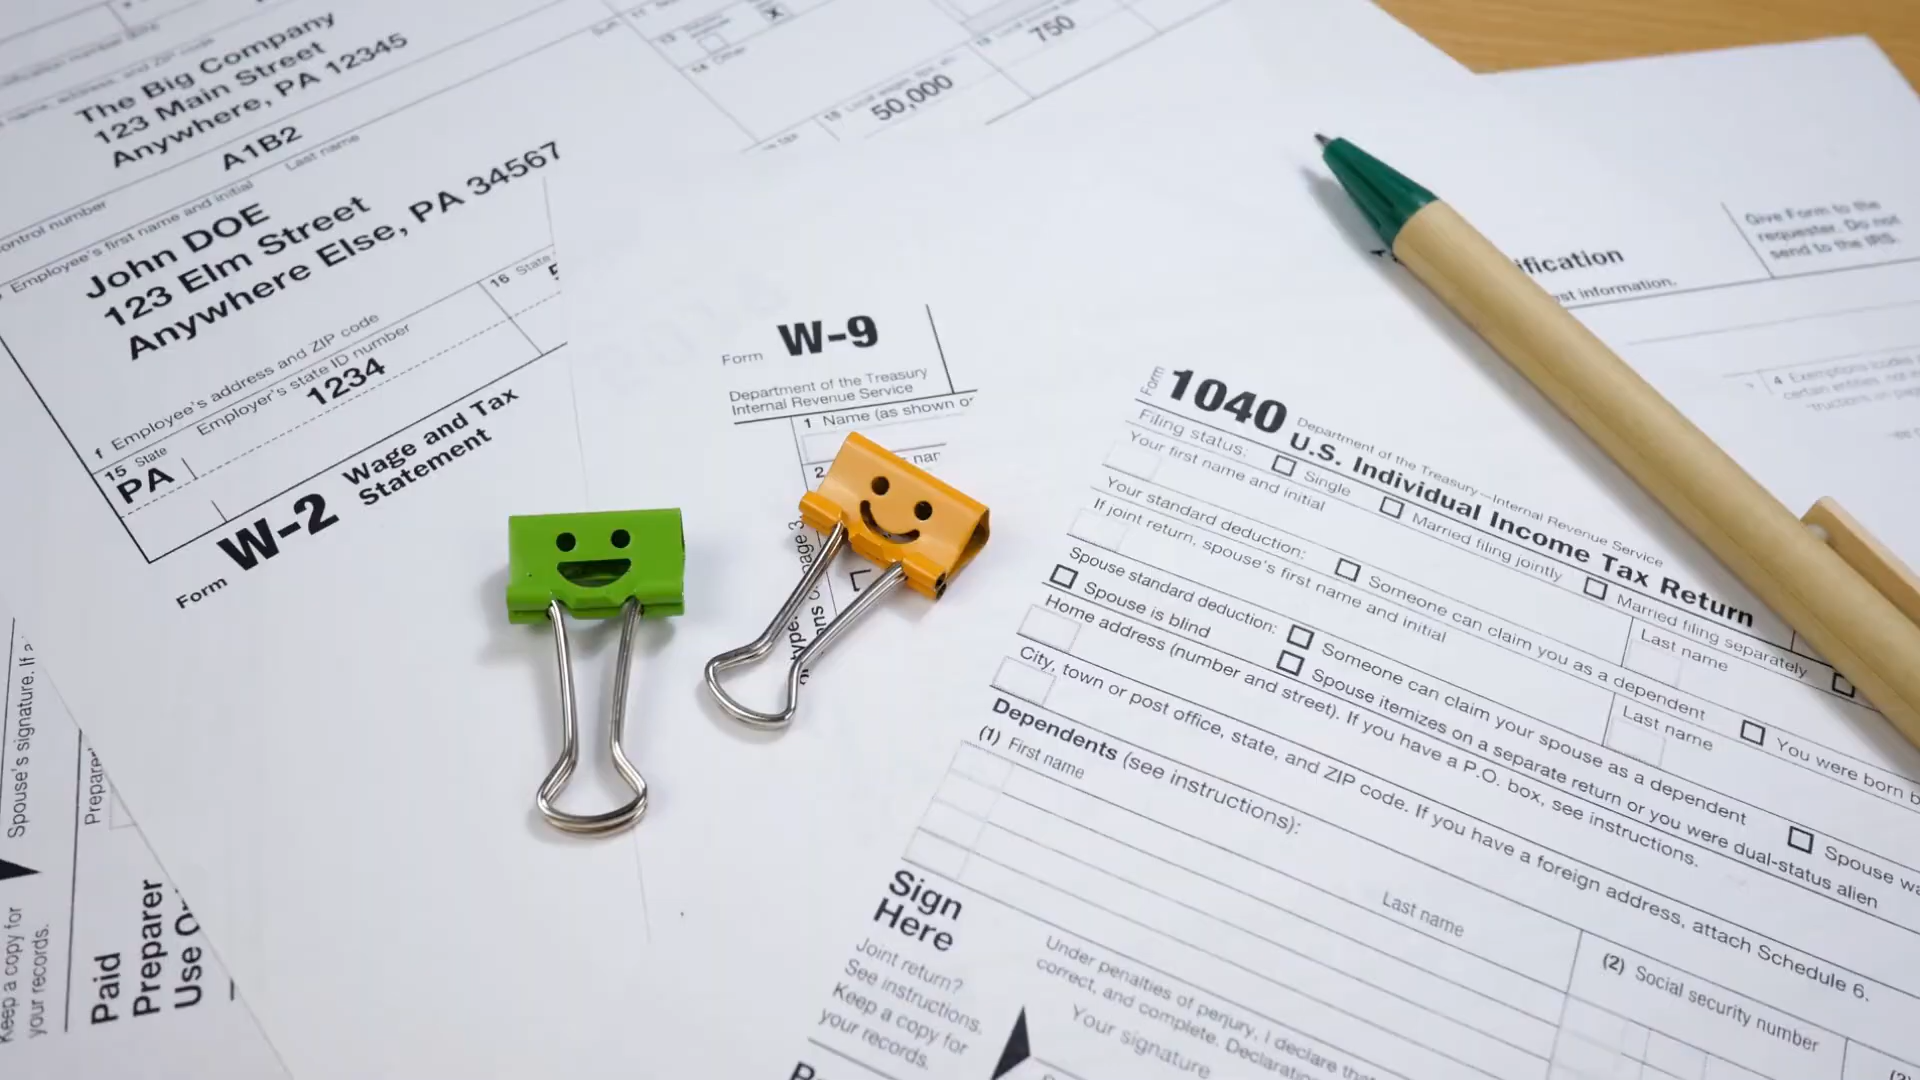 The Big Company
123 Main Street
Anywhere, PA 12345
A1B2
control number
Employee's first name and initial
Last name
John DOE
123 Elm Street
Anywhere Else, PA 34567
f Employee's address and ZIP code
15 State
Employer's state ID number
PA
1234
16 State
Form W-2 Wage and Tax
Statement
14 Other
50,000
750
Form W-9
Department of the Treasury
Internal Revenue Service
1 Name (as shown o
2
Give Form to the
requester. Do not
send to the IRS.
ification
st information.
Form 1040 Department of the Treasury—Internal Revenue Service
U.S. Individual Income Tax Return
Filing status: Single Married filing jointly Married filing separately
Your first name and initial
Last name
Your standard deduction: Someone can claim you as a dependent You were born b
If joint return, spouse's first name and initial
Last name
Spouse standard deduction: Someone can claim your spouse as a dependent Spouse wa
Spouse is blind Spouse itemizes on a separate return or you were dual-status alien
Home address (number and street). If you have a P.O. box, see instructions.
City, town or post office, state, and ZIP code. If you have a foreign address, attach Schedule 6.
Dependents (see instructions):
(1) First name
Last name
(2) Social security number
Sign
Here
Joint return?
See instructions.
Keep a copy for
your records.
Under penalties of perjury, I declare tha
correct, and complete. Declaration
Your signature
Spouse's signature. If
Keep a copy for
your records.
Paid
Preparer
Use